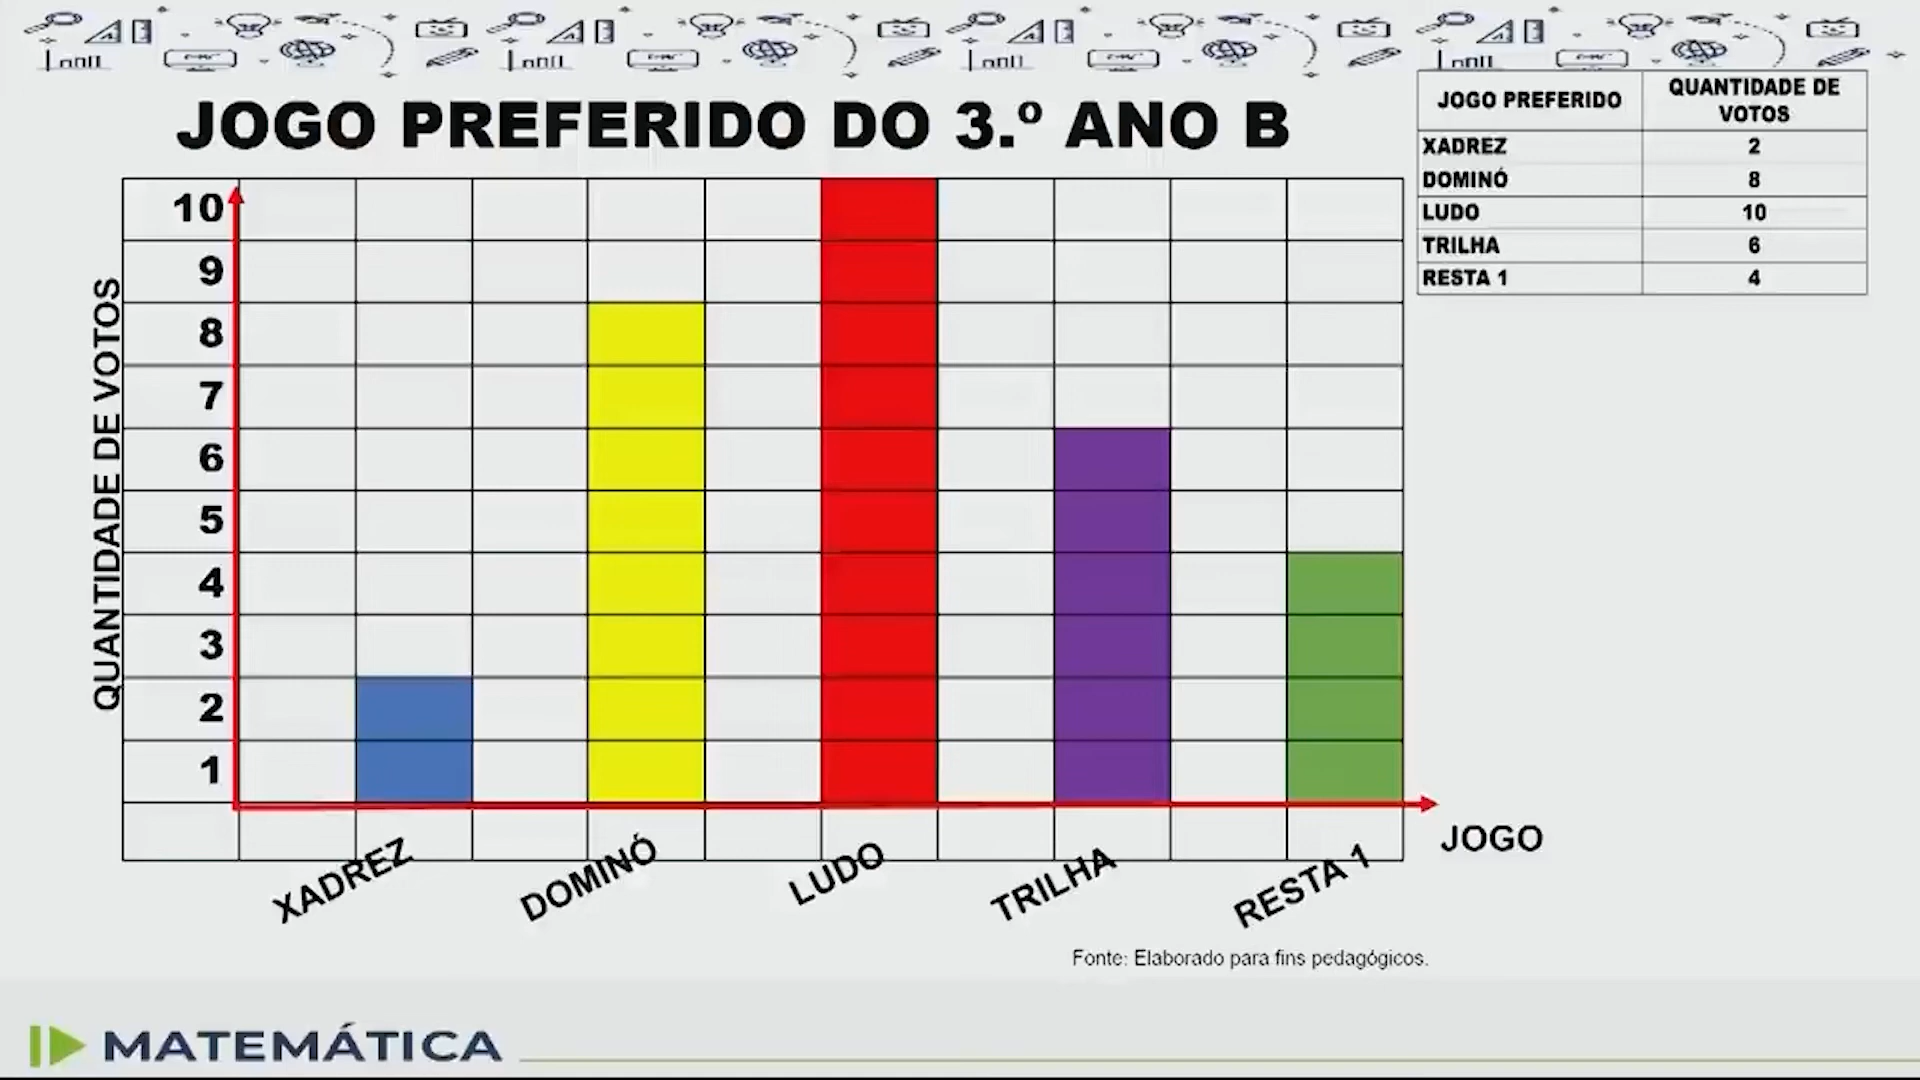 JOGO PREFERIDO DO 3.º ANO B
QUANTIDADE DE VOTOS
10
9
8
7
6
5
4
3
2
1
XADREZ
DOMINÓ
LUDO
TRILHA
RESTA 1
JOGO
JOGO PREFERIDO
QUANTIDADE DE
VOTOS
XADREZ 2
DOMINÓ 8
LUDO 10
TRILHA 6
RESTA 1 4
Fonte: Elaborado para fins pedagógicos.
MATEMÁTICA